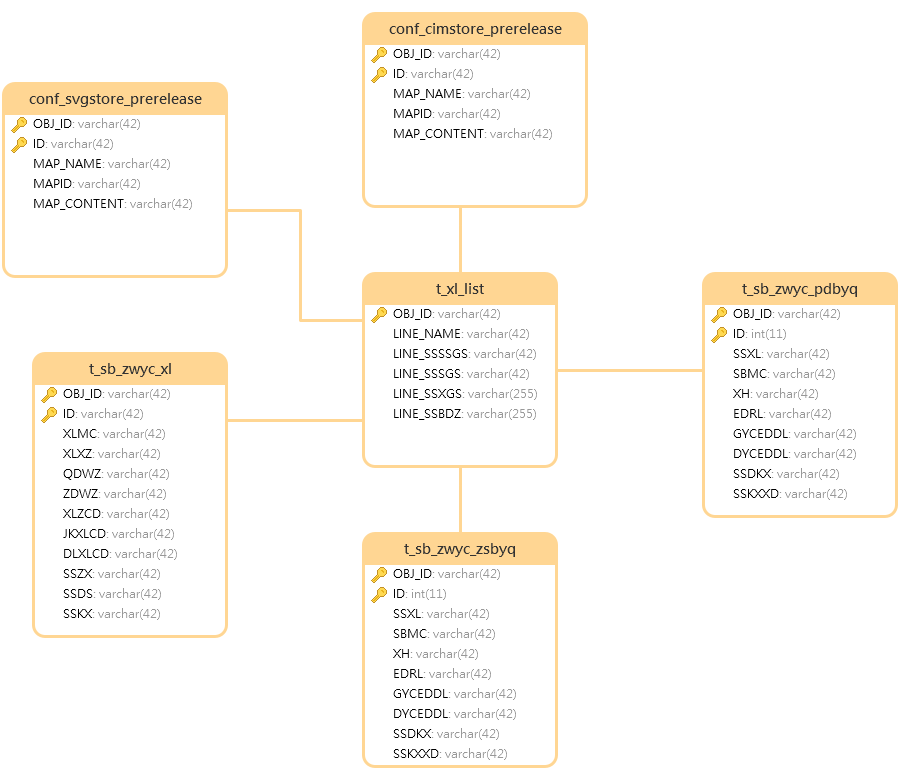 conf_cimstore_prerelease
OBJ_ID: varchar(42)
ID: varchar(42)
MAP_NAME: varchar(42)
MAPID: varchar(42)
MAP_CONTENT: varchar(42)
conf_svgstore_prerelease
OBJ_ID: varchar(42)
ID: varchar(42)
MAP_NAME: varchar(42)
MAPID: varchar(42)
MAP_CONTENT: varchar(42)
t_xl_list
OBJ_ID: varchar(42)
LINE_NAME: varchar(42)
LINE_SSSSGS: varchar(42)
LINE_SSSGS: varchar(42)
LINE_SSXGS: varchar(255)
LINE_SSBDZ: varchar(255)
t_sb_zwyc_pdbyq
OBJ_ID: varchar(42)
ID: int(11)
SSXL: varchar(42)
SBMC: varchar(42)
XH: varchar(42)
EDRL: varchar(42)
GYCEDDL: varchar(42)
DYCEDDL: varchar(42)
SSDKX: varchar(42)
SSKXXD: varchar(42)
t_sb_zwyc_xl
OBJ_ID: varchar(42)
ID: varchar(42)
XLMC: varchar(42)
XLXZ: varchar(42)
QDWZ: varchar(42)
ZDWZ: varchar(42)
XLZCD: varchar(42)
JKXLCD: varchar(42)
DLXLCD: varchar(42)
SSZX: varchar(42)
SSDS: varchar(42)
SSKX: varchar(42)
t_sb_zwyc_zsbyq
OBJ_ID: varchar(42)
ID: int(11)
SSXL: varchar(42)
SBMC: varchar(42)
XH: varchar(42)
EDRL: varchar(42)
GYCEDDL: varchar(42)
DYCEDDL: varchar(42)
SSDKX: varchar(42)
SSKXXD: varchar(42)